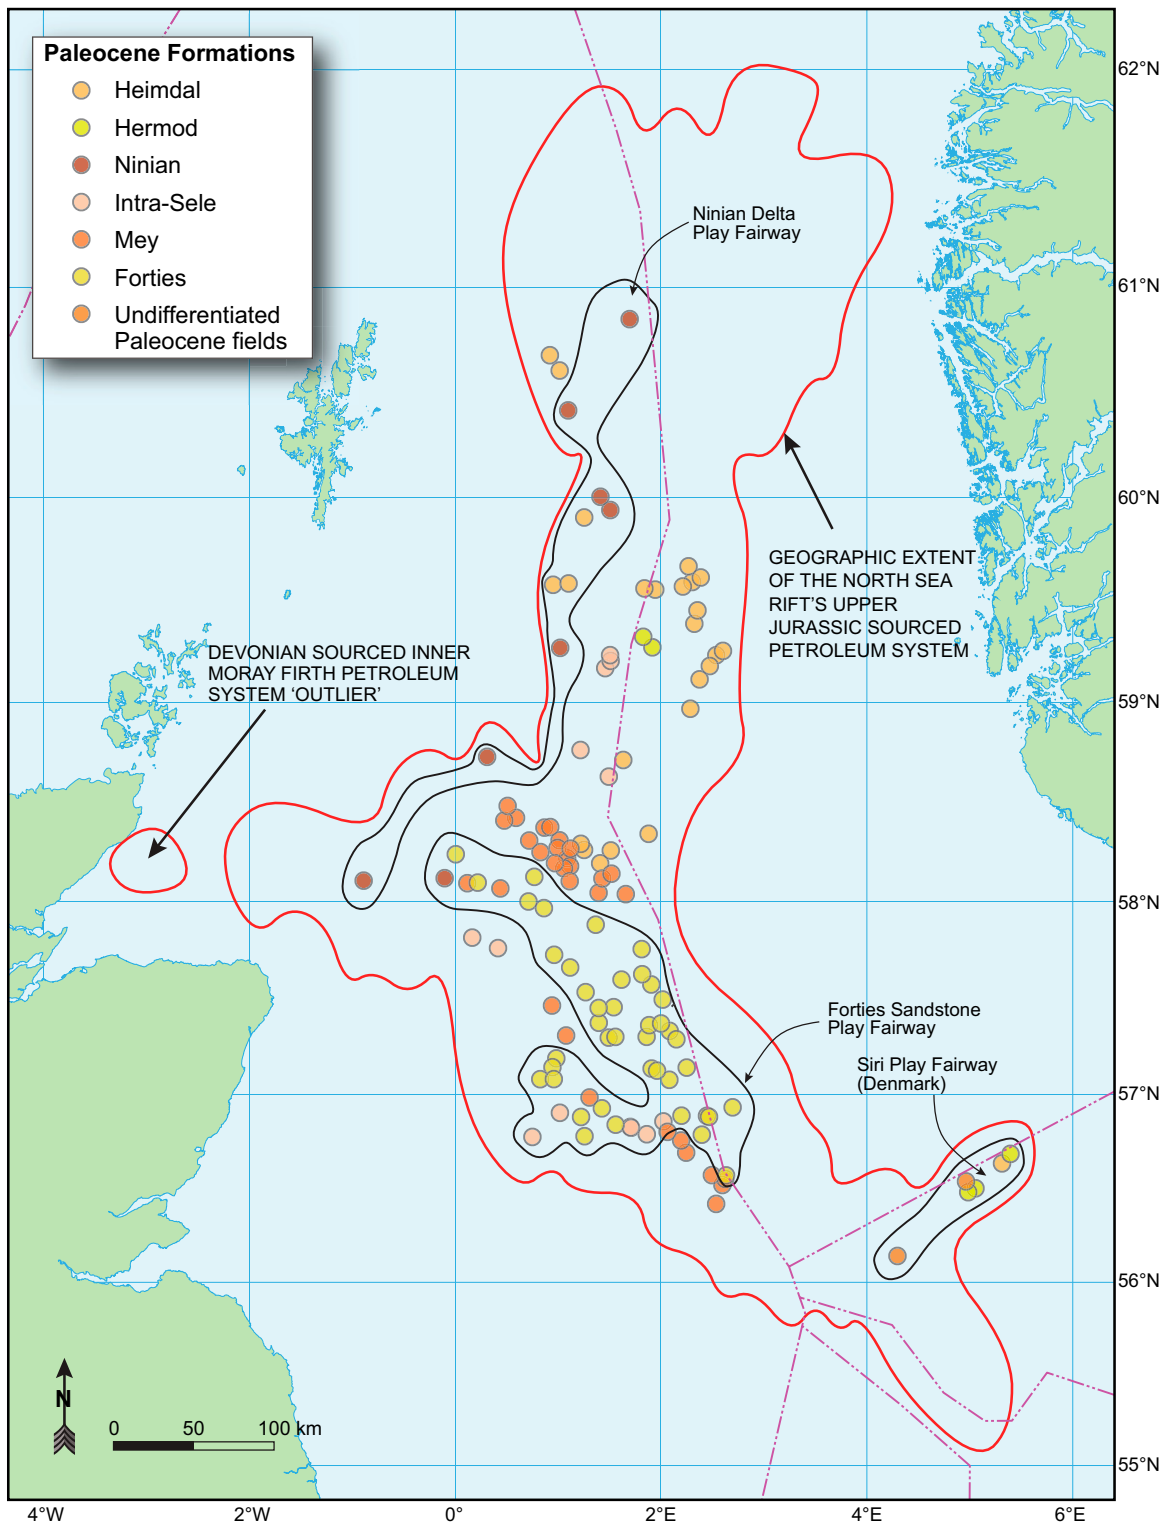 Paleocene Formations
Heimdal
Hermod
Ninian
Intra-Sele
Mey
Forties
Undifferentiated
Paleocene fields
62°N
Ninian Delta
Play Fairway
61°N
60°N
GEOGRAPHIC EXTENT
OF THE NORTH SEA
RIFT'S UPPER
JURASSIC SOURCED
PETROLEUM SYSTEM
DEVONIAN SOURCED INNER
MORAY FIRTH PETROLEUM
SYSTEM ‘OUTLIER’
59°N
58°N
Forties Sandstone
Play Fairway
Siri Play Fairway
(Denmark)
57°N
56°N
N
0 50 100 km
55°N
4°W 2°W 0° 2°E 4°E 6°E